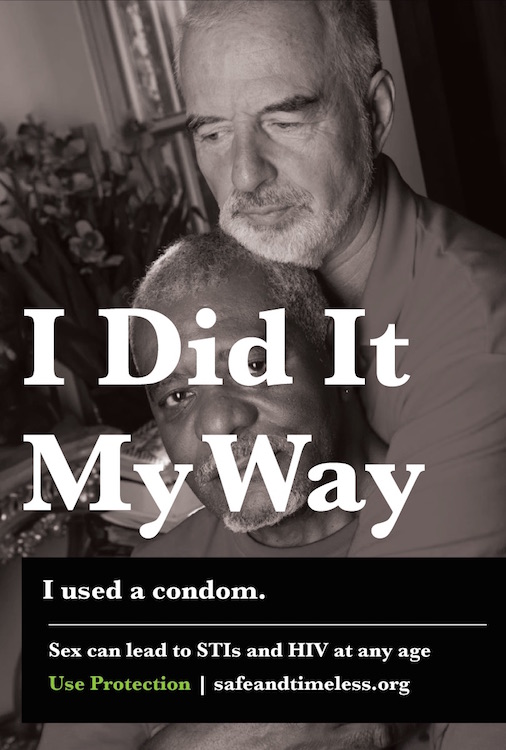 I Did It
My Way
I used a condom.
Sex can lead to STIs and HIV at any age
Use Protection | safeandtimeless.org